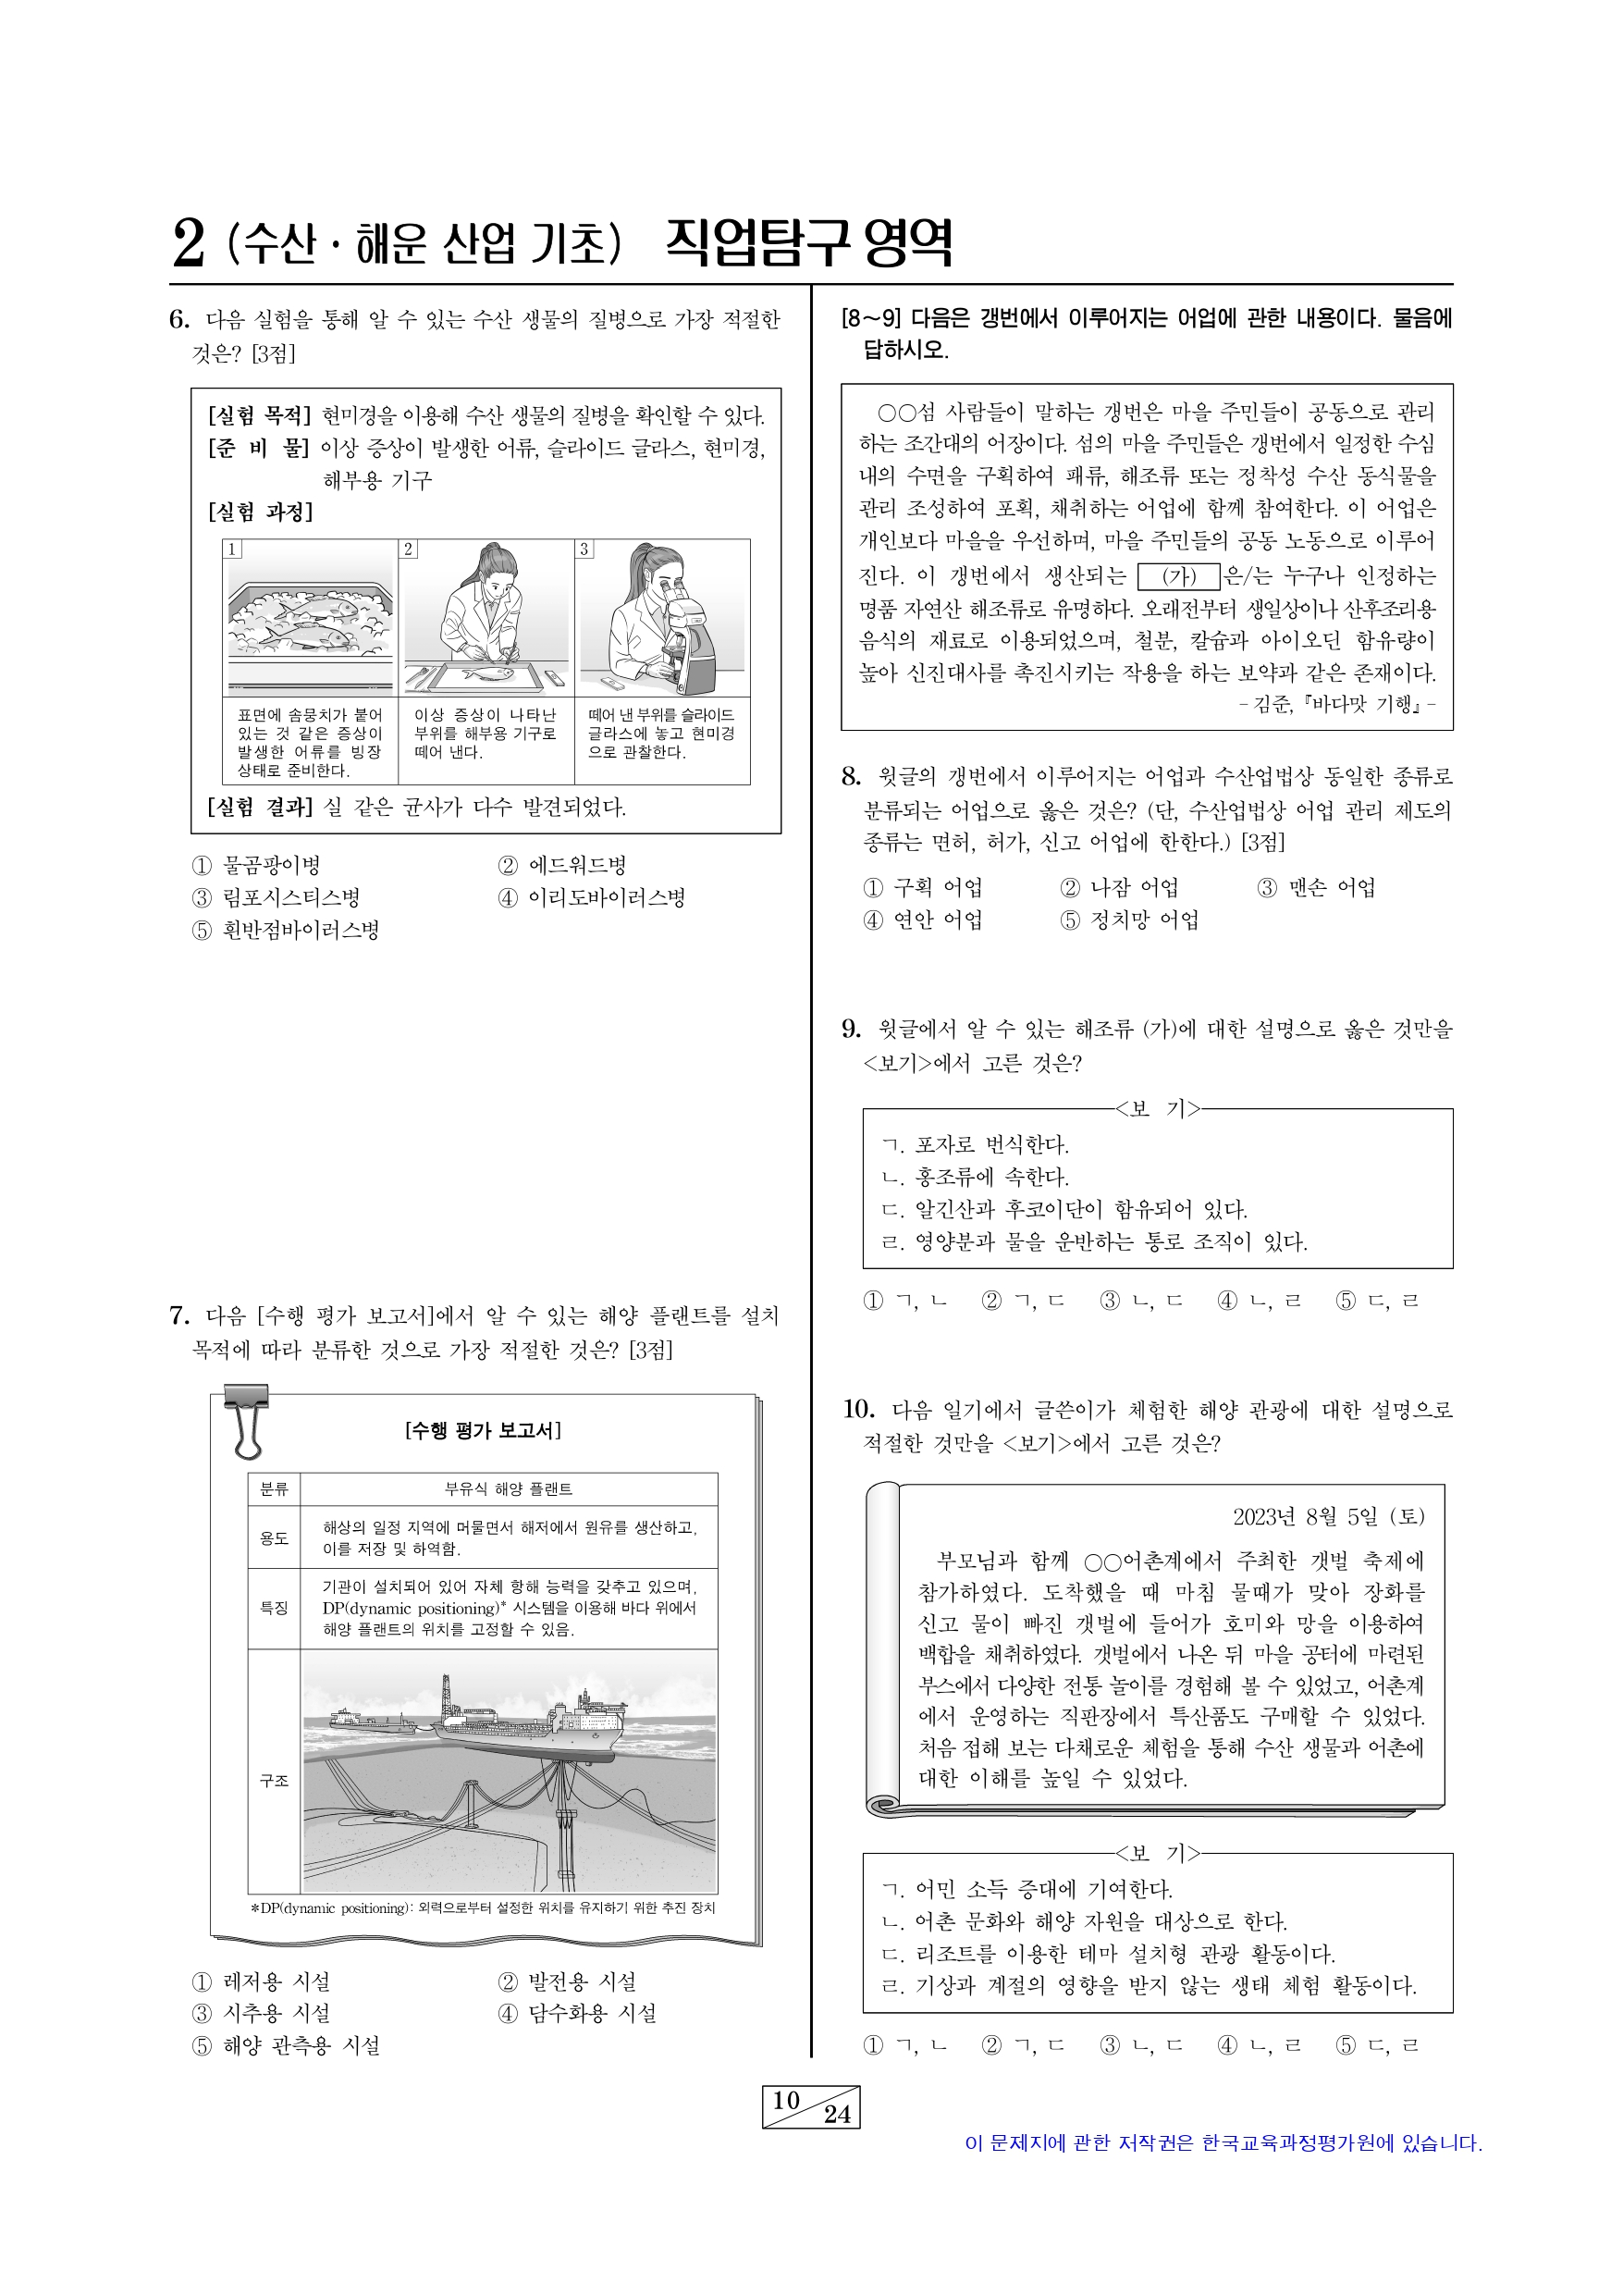 2 (수산·해운 산업 기초) 직업탐구 영역
6. 다음 실험을 통해 알 수 있는 수산 생물의 질병으로 가장 적절한
것은? [3점]
[실험 목적] 현미경을 이용해 수산 생물의 질병을 확인할 수 있다.
[준 비 물] 이상 증상이 발생한 어류, 슬라이드 글라스, 현미경,
해부용 기구
[실험 과정]
1
2
3
표면에 솜뭉치가 붙어
있는 것 같은 증상이
발생한 어류를 빙장
상태로 준비한다.
이상 증상이 나타난
부위를 해부용 기구로
떼어 낸다.
떼어 낸 부위를 슬라이드
글라스에 놓고 현미경
으로 관찰한다.
[실험 결과] 실 같은 균사가 다수 발견되었다.
① 물곰팡이병 ② 에드워드병
③ 림포시스티스병 ④ 이리도바이러스병
⑤ 흰반점바이러스병
7. 다음 [수행 평가 보고서]에서 알 수 있는 해양 플랜트를 설치
목적에 따라 분류한 것으로 가장 적절한 것은? [3점]
[수행 평가 보고서]
분류 부유식 해양 플랜트
용도 해상의 일정 지역에 머물면서 해저에서 원유를 생산하고,
이를 저장 및 하역함.
특징 기관이 설치되어 있어 자체 항해 능력을 갖추고 있으며,
DP(dynamic positioning)* 시스템을 이용해 바다 위에서
해양 플랜트의 위치를 고정할 수 있음.
구조
*DP(dynamic positioning): 외력으로부터 설정한 위치를 유지하기 위한 추진 장치
① 레저용 시설 ② 발전용 시설
③ 시추용 시설 ④ 담수화용 시설
⑤ 해양 관측용 시설
[8~9] 다음은 갱번에서 이루어지는 어업에 관한 내용이다. 물음에
답하시오.
○○섬 사람들이 말하는 갱번은 마을 주민들이 공동으로 관리
하는 조간대의 어장이다. 섬의 마을 주민들은 갱번에서 일정한 수심
내의 수면을 구획하여 패류, 해조류 또는 정착성 수산 동식물을
관리 조성하여 포획, 채취하는 어업에 함께 참여한다. 이 어업은
개인보다 마을을 우선하며, 마을 주민들의 공동 노동으로 이루어
진다. 이 갱번에서 생산되는 (가) 은/는 누구나 인정하는
명품 자연산 해조류로 유명하다. 오래전부터 생일상이나 산후조리용
음식의 재료로 이용되었으며, 철분, 칼슘과 아이오딘 함유량이
높아 신진대사를 촉진시키는 작용을 하는 보약과 같은 존재이다.
- 김준, 『바다맛 기행』 -
8. 윗글의 갱번에서 이루어지는 어업과 수산업법상 동일한 종류로
분류되는 어업으로 옳은 것은? (단, 수산업법상 어업 관리 제도의
종류는 면허, 허가, 신고 어업에 한한다.) [3점]
① 구획 어업 ② 나잠 어업 ③ 맨손 어업
④ 연안 어업 ⑤ 정치망 어업
9. 윗글에서 알 수 있는 해조류 (가)에 대한 설명으로 옳은 것만을
<보기>에서 고른 것은?
<보 기>
ㄱ. 포자로 번식한다.
ㄴ. 홍조류에 속한다.
ㄷ. 알긴산과 후코이단이 함유되어 있다.
ㄹ. 영양분과 물을 운반하는 통로 조직이 있다.
① ㄱ, ㄴ ② ㄱ, ㄷ ③ ㄴ, ㄷ ④ ㄴ, ㄹ ⑤ ㄷ, ㄹ
10. 다음 일기에서 글쓴이가 체험한 해양 관광에 대한 설명으로
적절한 것만을 <보기>에서 고른 것은?
2023년 8월 5일 (토)
부모님과 함께 ○○어촌계에서 주최한 갯벌 축제에
참가하였다. 도착했을 때 마침 물때가 맞아 장화를
신고 물이 빠진 갯벌에 들어가 호미와 망을 이용하여
백합을 채취하였다. 갯벌에서 나온 뒤 마을 공터에 마련된
부스에서 다양한 전통 놀이를 경험해 볼 수 있었고, 어촌계
에서 운영하는 직판장에서 특산품도 구매할 수 있었다.
처음 접해 보는 다채로운 체험을 통해 수산 생물과 어촌에
대한 이해를 높일 수 있었다.
<보 기>
ㄱ. 어민 소득 증대에 기여한다.
ㄴ. 어촌 문화와 해양 자원을 대상으로 한다.
ㄷ. 리조트를 이용한 테마 설치형 관광 활동이다.
ㄹ. 기상과 계절의 영향을 받지 않는 생태 체험 활동이다.
① ㄱ, ㄴ ② ㄱ, ㄷ ③ ㄴ, ㄷ ④ ㄴ, ㄹ ⑤ ㄷ, ㄹ
10
24
이 문제지에 관한 저작권은 한국교육과정평가원에 있습니다.